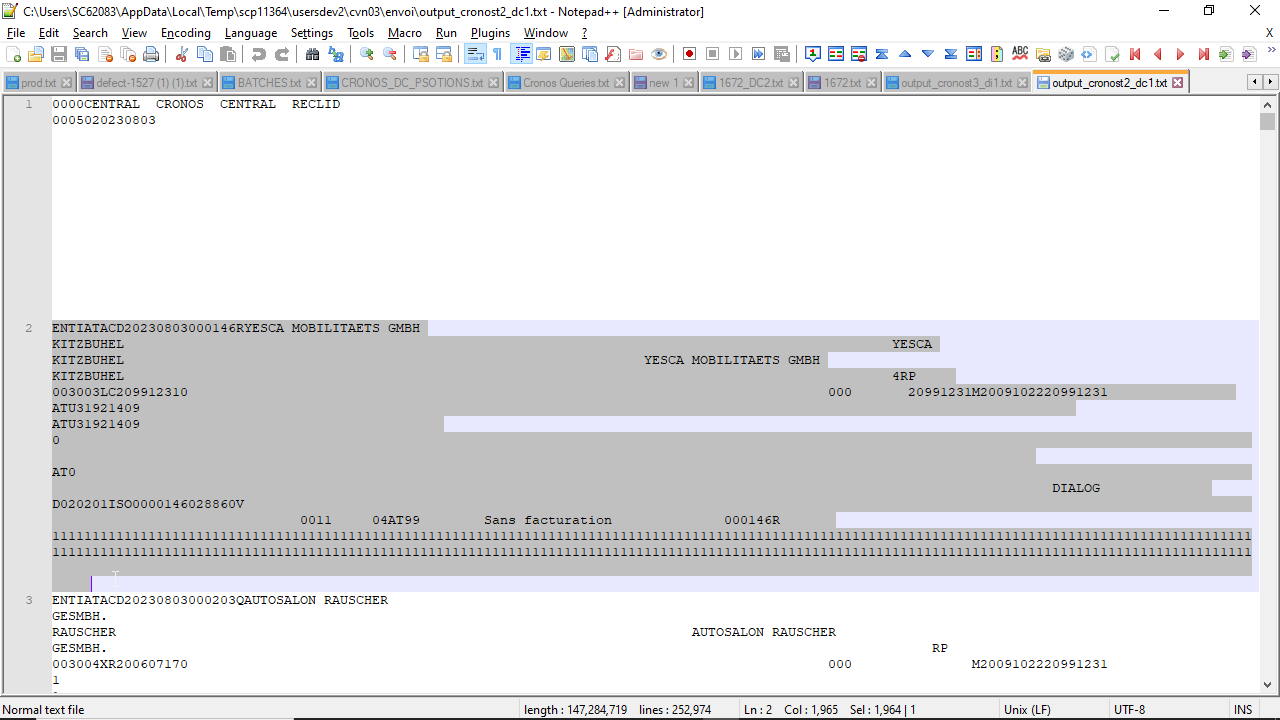 C:\Users\SC62083\AppData\Local\Temp\scp11364\usersdev2\cvn03\envoi\output_cronost2_dc1.txt - Notepad++ [Administrator]
File Edit Search View Encoding Language Settings Tools Macro Run Plugins Window ? X
prod.txt defect-1527 (1) (1).txt BATCHES.txt CRONOS_DC_PSOTIONS.txt Cronos Queries.txt new 1 1672_DC2.txt 1672.txt output_cronost3_di1.txt output_cronost2_dc1.txt
1 0000CENTRAL CRONOS CENTRAL RECLID
0005020230803
2 ENTIATACD20230803000146RYESCA MOBILITAETS GMBH
KITZBUHEL YESCA
KITZBUHEL YESCA MOBILITAETS GMBH
KITZBUHEL 4RP
003003LC209912310 000 20991231M2009102220991231
ATU31921409
ATU31921409
0
AT0
DIALOG
D020201ISO0000146028860V
0011 04AT99 Sans facturation 000146R
111111111111111111111111111111111111111111111111111111111111111111111111111111111111111111111111111111111111111111111111111111111111111111111111111111
111111111111111111111111111111111111111111111111111111111111111111111111111111111111111111111111111111111111111111111111111111111111111111111111111111
3 ENTIATACD20230803000203QAUTOSALON RAUSCHER
GESMBH.
RAUSCHER AUTOSALON RAUSCHER
GESMBH. RP
003004XR200607170 000 M2009102220991231
1
Normal text file length : 147,284,719 lines : 252,974 Ln : 2 Col : 1,965 Sel : 1,964 | 1 Unix (LF) UTF-8 INS